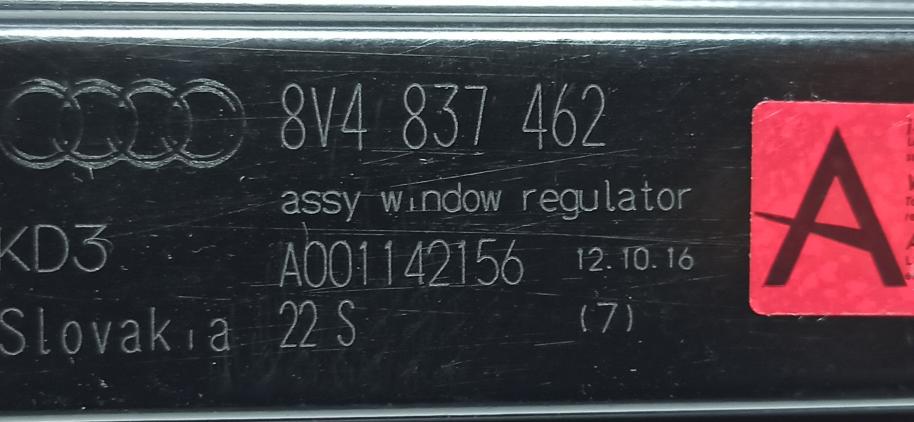 8V4 837 462
assy window regulator
KD3 A001142156 12.10.16
Slovakia 22 S (7)
A